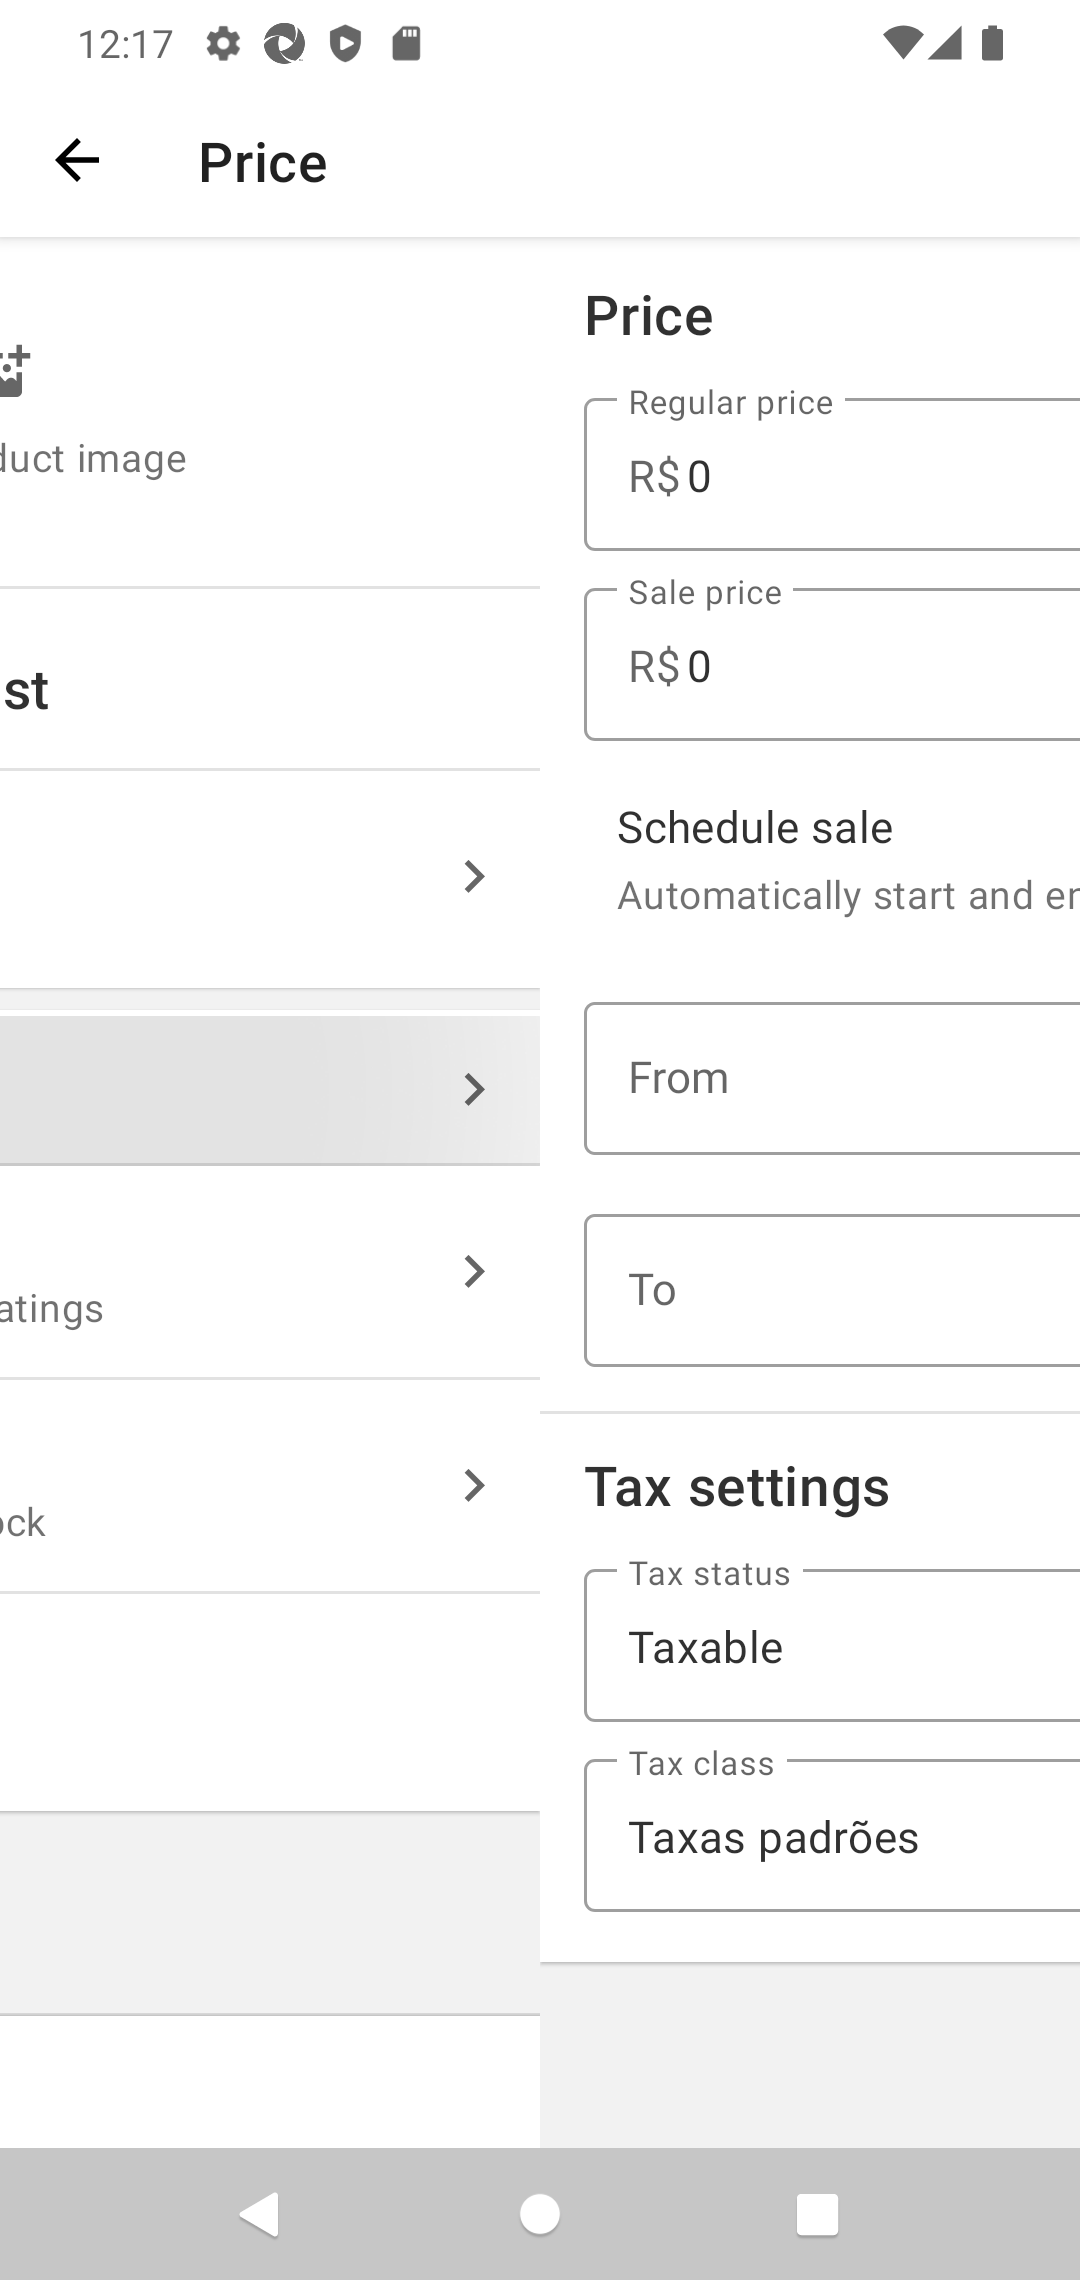 12:17
Price
duct image
st
atings
ock
Price
Regular price
R$ 0
Sale price
R$ 0
Schedule sale
Automatically start and er
From
To
Tax settings
Tax status
Taxable
Tax class
Taxas padrões